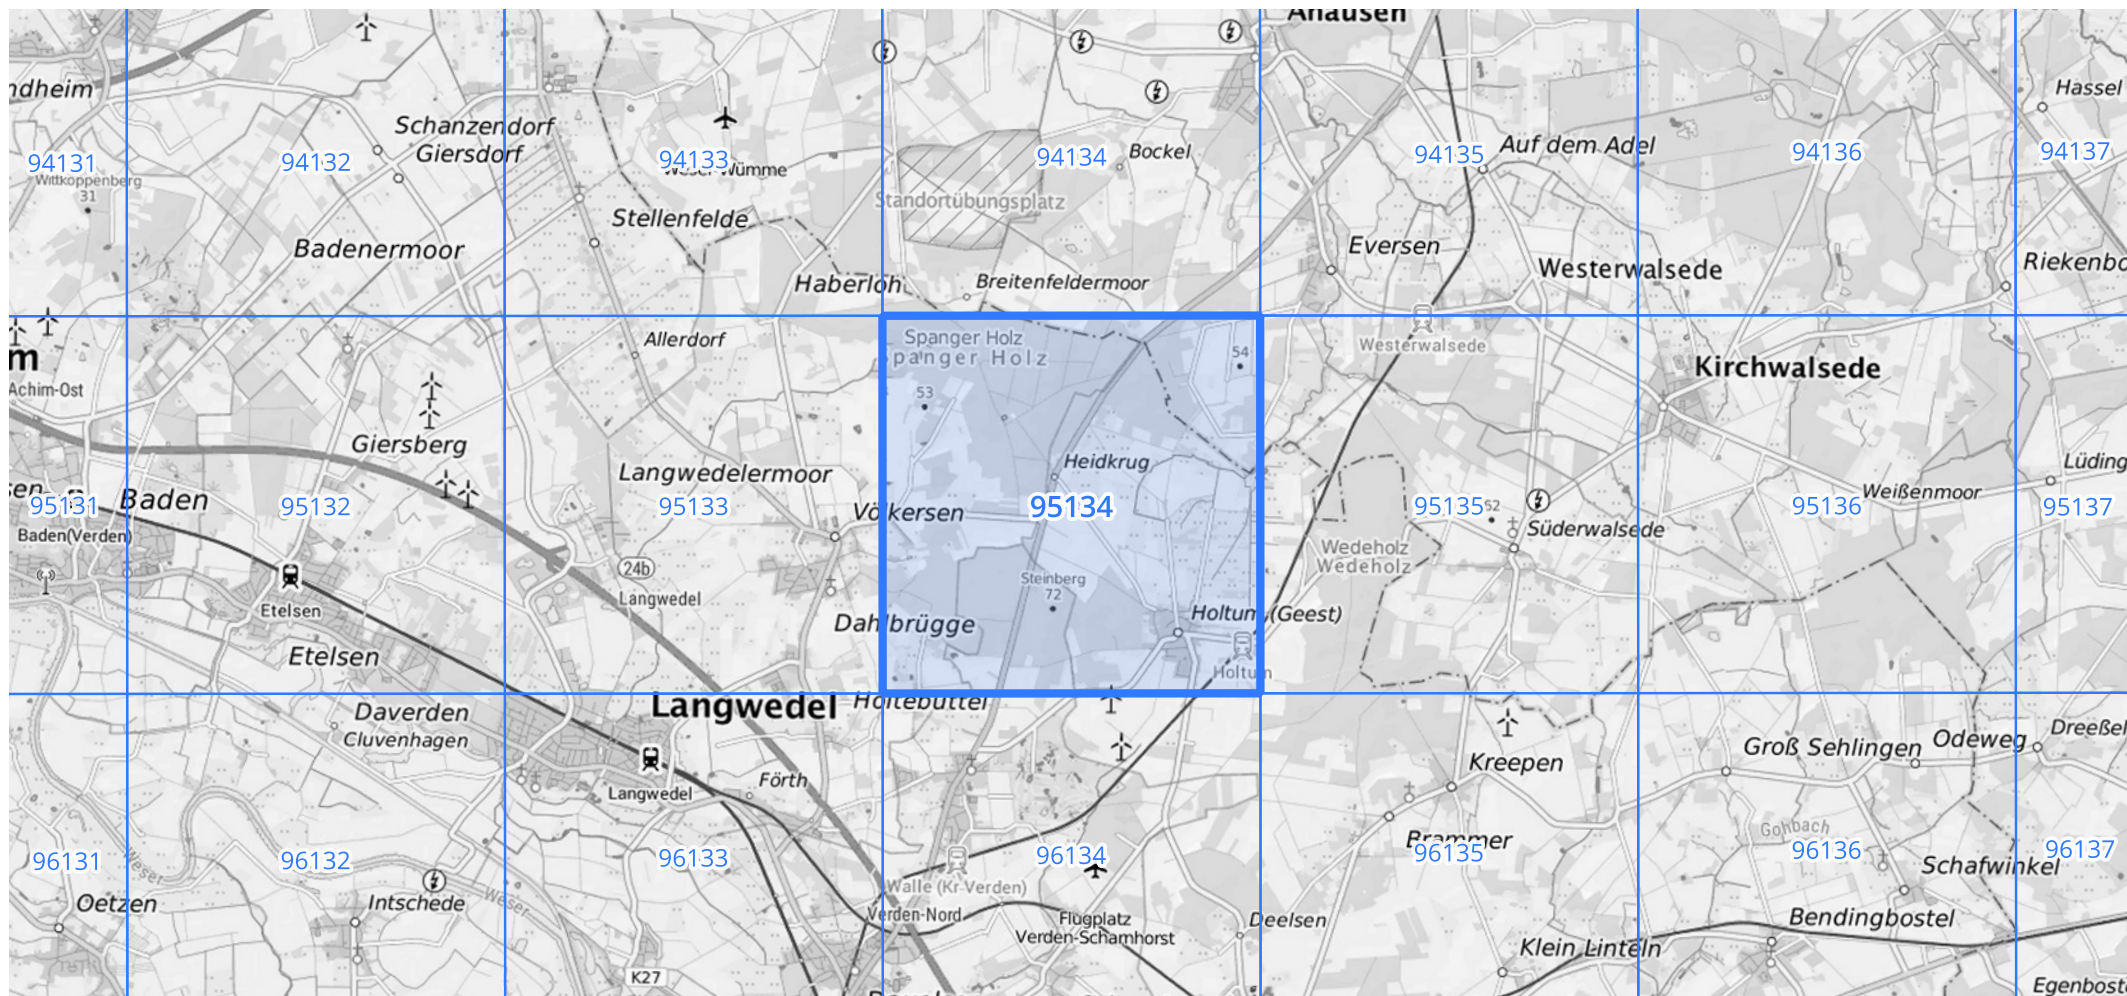 Ahausen
ndheim
Hassel
Schanzendorf
Giersdorf
Auf dem Adel
Bockel
94131
94132
94133
94134
94135
94136
94137
Weser-Wümme
Wittkoppenberg
31
Standortübungsplatz
Stellenfelde
Badenermoor
Eversen
Westerwalsede
Riekenbo
Haberloh
Breitenfeldermoor
Spanger Holz
Spanger Holz
Allerdorf
Westerwalsede
54
m
Achim-Ost
53
Kirchwalsede
Giersberg
Langwedelermoor
Heidkrug
Lüding
sen
Baden
Weißenmoor
95131
95132
95133
95134
95135
52
95136
95137
Völkersen
Süderwalsede
Baden(Verden)
Wedeholz
Wedeholz
24b
Langwedel
Steinberg
72
Etelsen
Dahlbrügge
Holtum (Geest)
Etelsen
Holtum
Langwedel
Holtebüttel
Daverden
Cluvenhagen
Groß Sehlingen
Odeweg
Dreeßel
Kreepen
Förth
Langwedel
Gohbach
Brammer
96131
96132
96133
96134
96135
96136
96137
Weser
Schafwinkel
Walle (Kr Verden)
Oetzen
Intschede
Weser
Verden-Nord
Flugplatz
Verden-Scharnhorst
Deelsen
Bendingbostel
Klein Linteln
K27
Egenbost